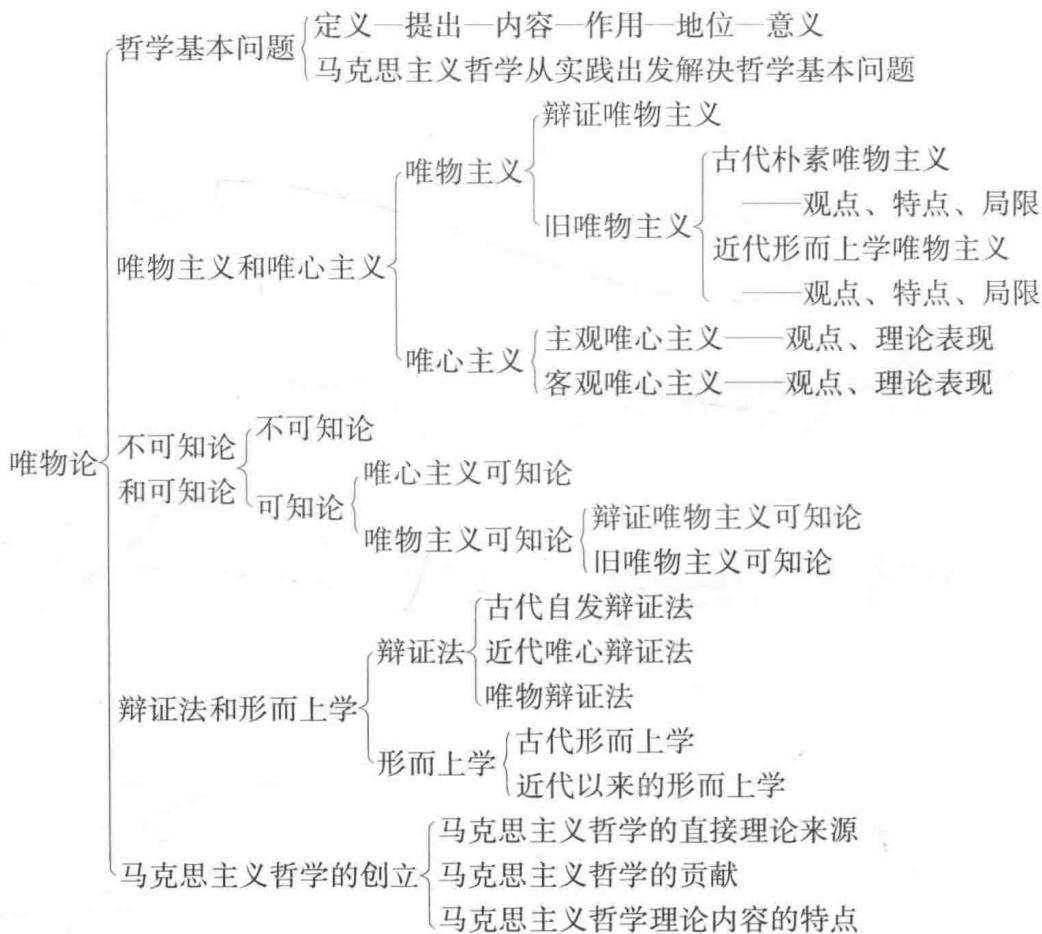 哲学基本问题
定义—提出—内容—作用—地位—意义
马克思主义哲学从实践出发解决哲学基本问题
辩证唯物主义
唯物主义
古代朴素唯物主义
——观点、特点、局限
旧唯物主义
近代形而上学唯物主义
——观点、特点、局限
唯物主义和唯心主义
唯心主义
主观唯心主义——观点、理论表现
客观唯心主义——观点、理论表现
唯物论
不可知论
和可知论
不可知论
可知论
唯心主义可知论
唯物主义可知论
辩证唯物主义可知论
旧唯物主义可知论
辩证法和形而上学
辩证法
古代自发辩证法
近代唯心辩证法
唯物辩证法
形而上学
古代形而上学
近代以来的形而上学
马克思主义哲学的创立
马克思主义哲学的直接理论来源
马克思主义哲学的贡献
马克思主义哲学理论内容的特点